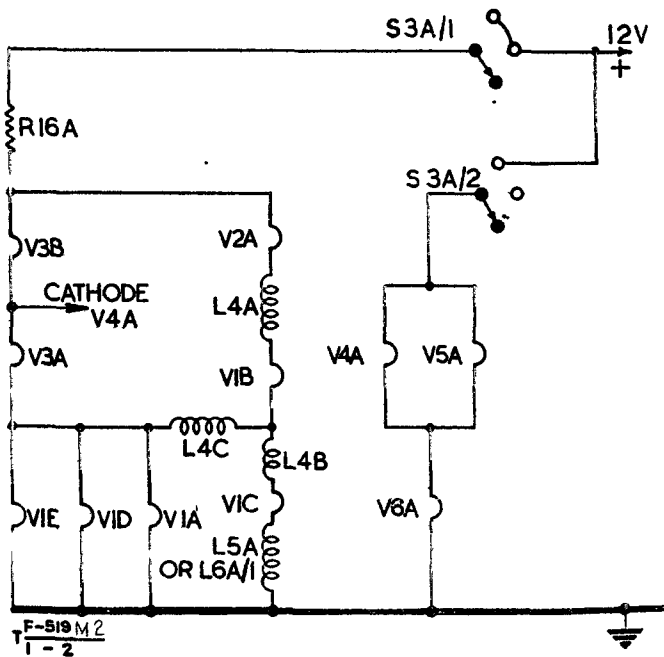 S3A/1
12V
+
R16A
S3A/2
V3B
V2A
CATHODE
V4A
L4A
V3A
V1B
V4A
V5A
L4C
L4B
V1E
V1D
V1A
V1C
V6A
L5A
OR L6A/1
T F-519 M2
1 - 2